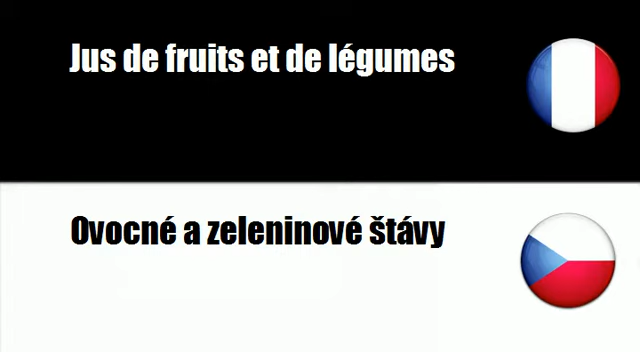 Jus de fruits et de légumes
Ovocné a zeleninové štávy